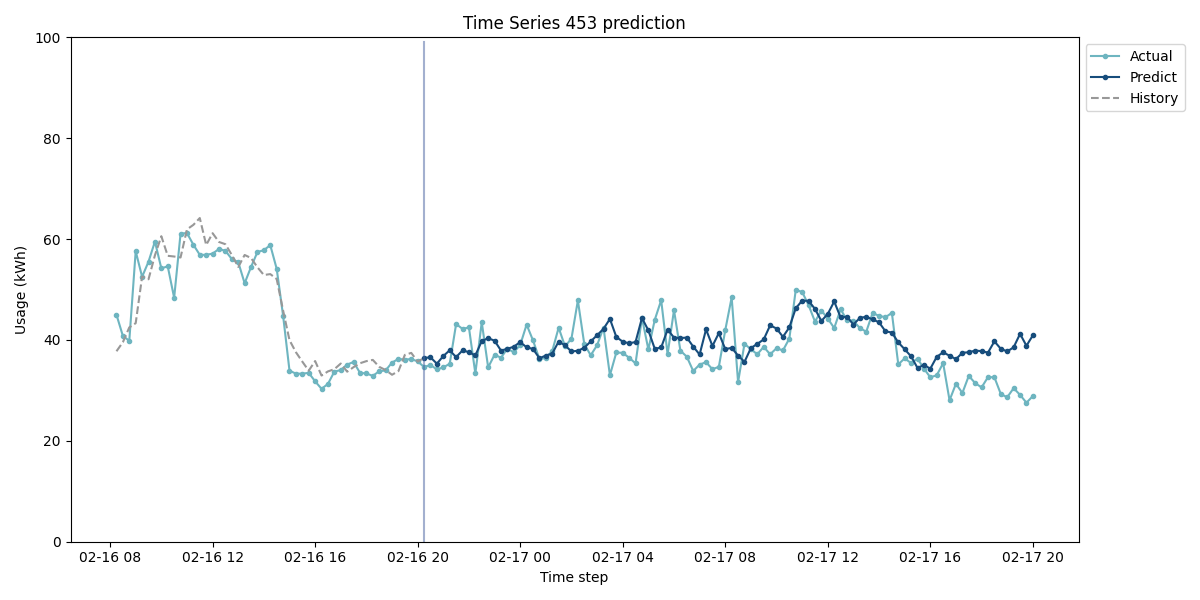 Time Series 453 prediction
Usage (kWh)
100
80
60
40
20
0
02-16 08 02-16 12 02-16 16 02-16 20 02-17 00 02-17 04 02-17 08 02-17 12 02-17 16 02-17 20
Time step
Actual
Predict
History